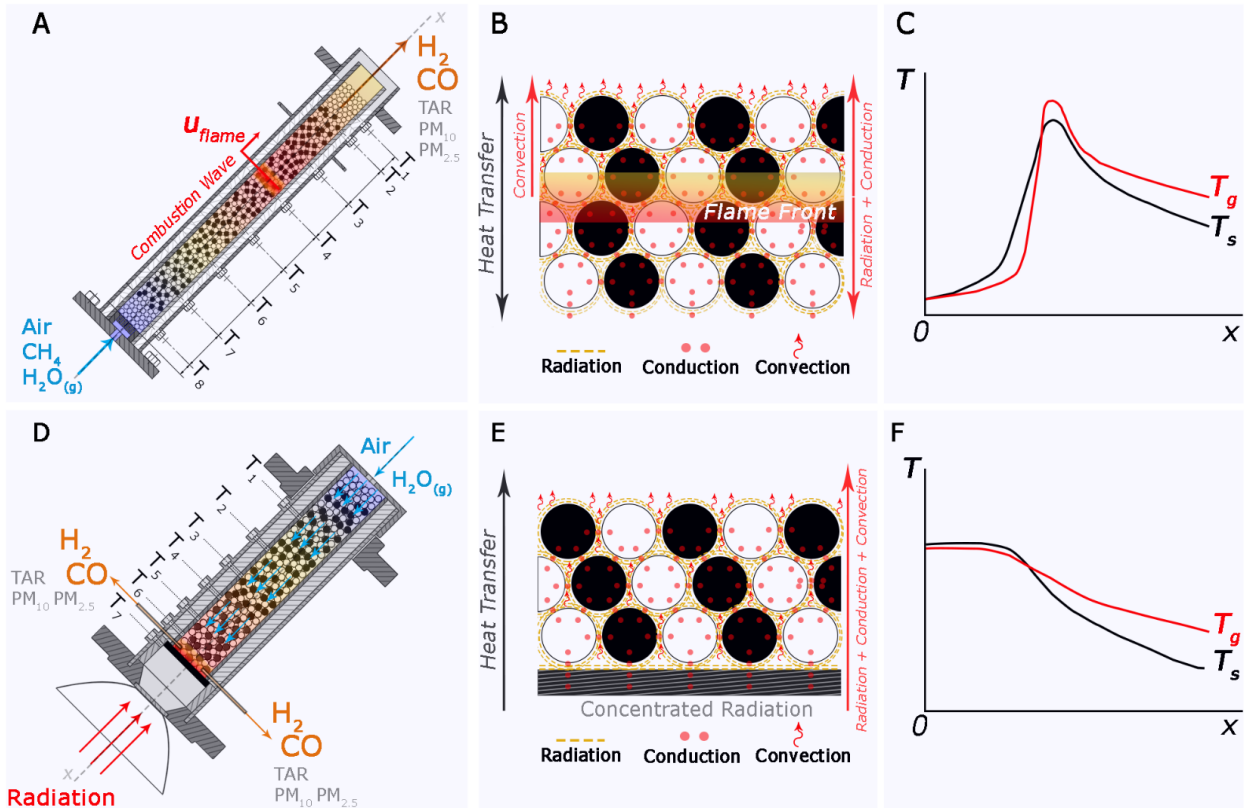 A
x
H2
CO
TAR
PM10
PM2.5
uflame
Combustion Wave
T1
T2
T3
T4
T5
T6
T7
T8
Air
CH4
H2O(g)
B
Heat Transfer
Convection
Flame Front
Radiation + Conduction
Radiation
Conduction
Convection
C
T
Tg
Ts
0
x
D
Air
H2O(g)
T1
T2
T3
T4
T5
T6
T7
H2
CO
TAR
PM10 PM2.5
H2
CO
TAR
PM10 PM2.5
x
Radiation
E
Heat Transfer
Radiation + Conduction + Convection
Concentrated Radiation
Radiation
Conduction
Convection
F
T
Tg
Ts
0
x